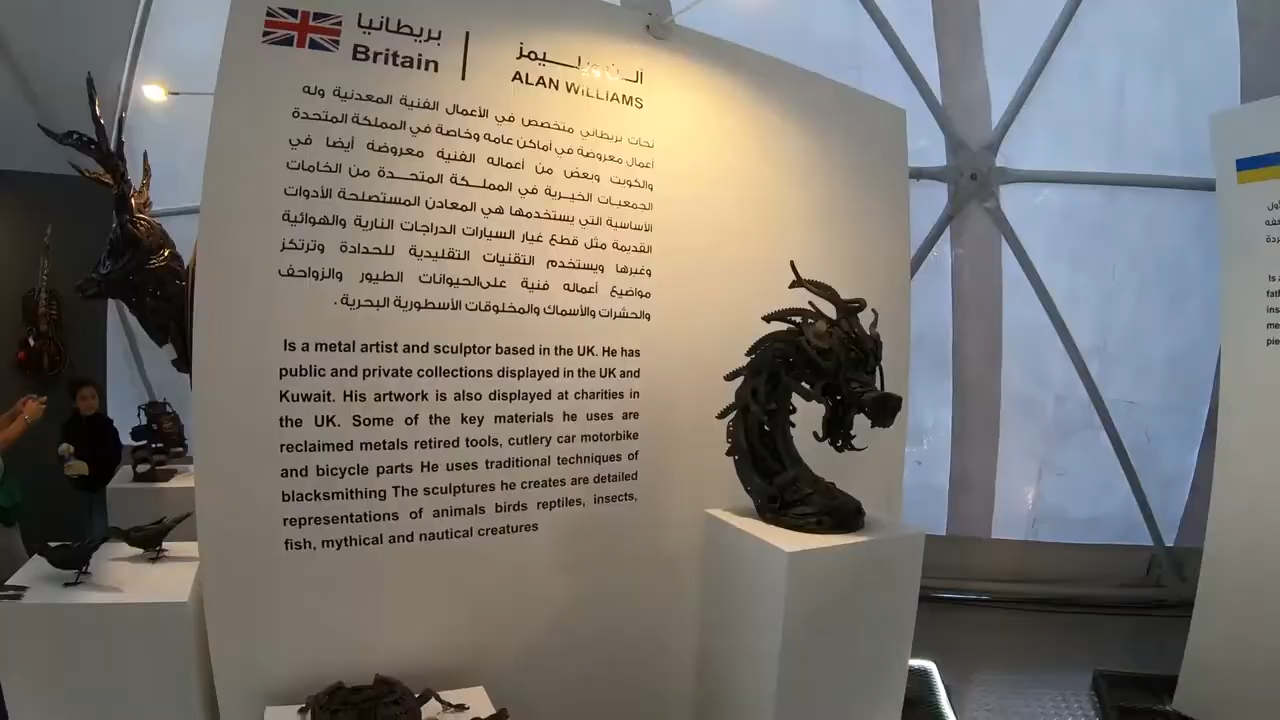 بريطانيا
Britain
آلـن ويلـيمز
ALAN WILLIAMS
نحات بريطاني متخصص في الأعمال الفنية المعدنية وله
أعمال معروضة في أماكن عامه وخاصة في المملكة المتحدة
والكويت وبعض من أعماله الفنية معروضة أيضا في
الجمعيات الخيرية في المملكة المتحدة من الخامات
الأساسية التي يستخدمها هي المعادن المستصلحة الأدوات
القديمة مثل قطع غيار السيارات الدراجات النارية والهوائية
وغيرها ويستخدم التقنيات التقليدية للحدادة وترتكز
مواضيع أعماله فنية على‌الحيوانات الطيور والزواحف
والحشرات والأسماك والمخلوقات الأسطورية البحرية .
Is a metal artist and sculptor based in the UK. He has
public and private collections displayed in the UK and
Kuwait. His artwork is also displayed at charities in
the UK. Some of the key materials he uses are
reclaimed metals retired tools, cutlery car motorbike
and bicycle parts He uses traditional techniques of
blacksmithing The sculptures he creates are detailed
representations of animals birds reptiles, insects,
fish, mythical and nautical creatures